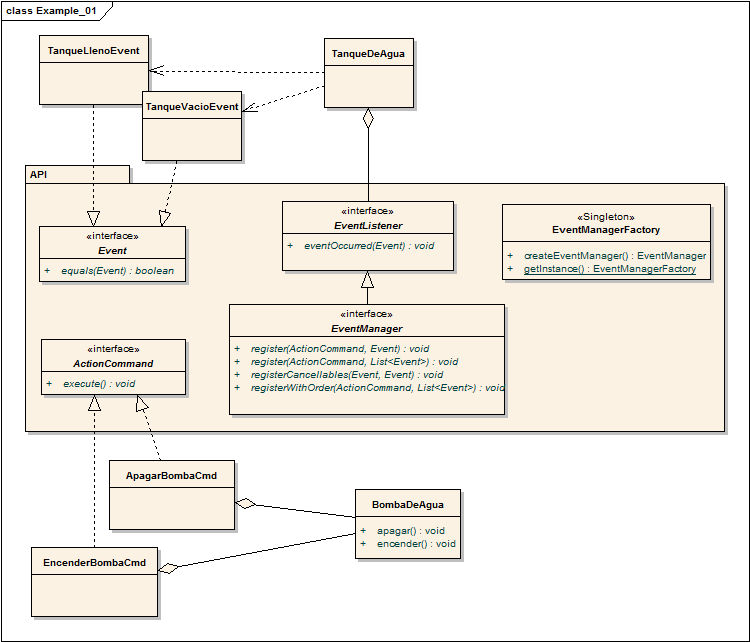 class Example_01
TanqueLlenoEvent
TanqueDeAgua
TanqueVacioEvent
API
«interface»
Event
+ equals(Event) : boolean
«interface»
EventListener
+ eventOccurred(Event) : void
«Singleton»
EventManagerFactory
+ createEventManager() : EventManager
+ getInstance() : EventManagerFactory
«interface»
EventManager
+ register(ActionCommand, Event) : void
+ register(ActionCommand, List<Event>) : void
+ registerCancellables(Event, Event) : void
+ registerWithOrder(ActionCommand, List<Event>) : void
«interface»
ActionCommand
+ execute() : void
ApagarBombaCmd
BombaDeAgua
+ apagar() : void
+ encender() : void
EncenderBombaCmd